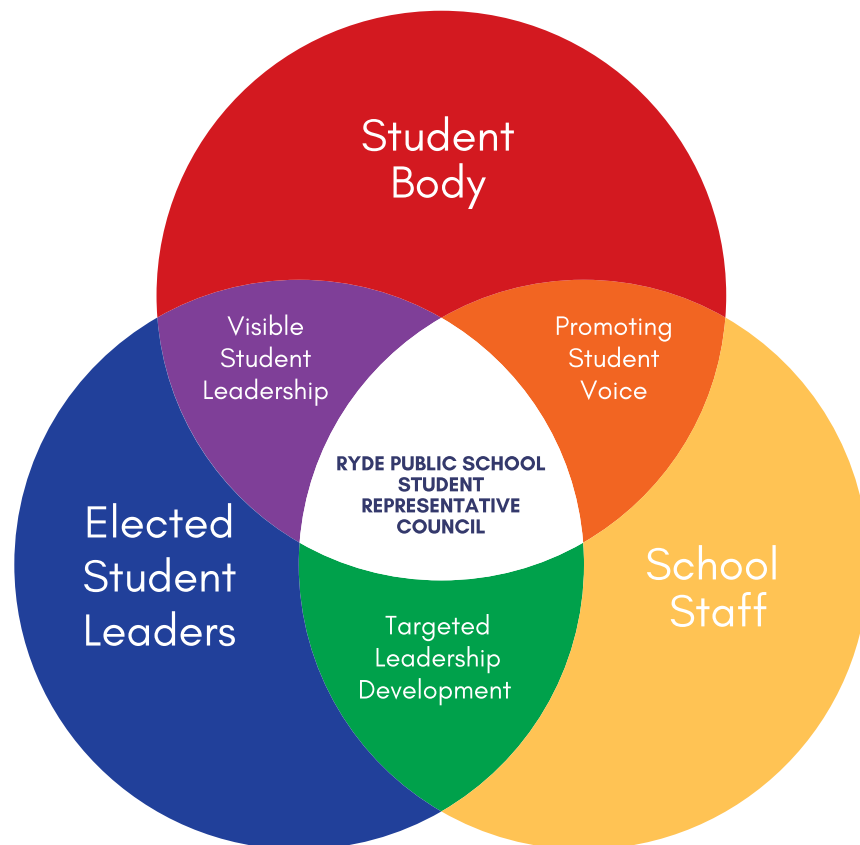 Student
Body
Visible
Student
Leadership
Promoting
Student
Voice
RYDE PUBLIC SCHOOL
STUDENT
REPRESENTATIVE
COUNCIL
Elected
Student
Leaders
School
Staff
Targeted
Leadership
Development